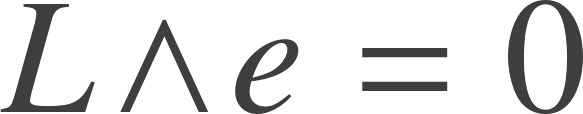 L∧e = 0